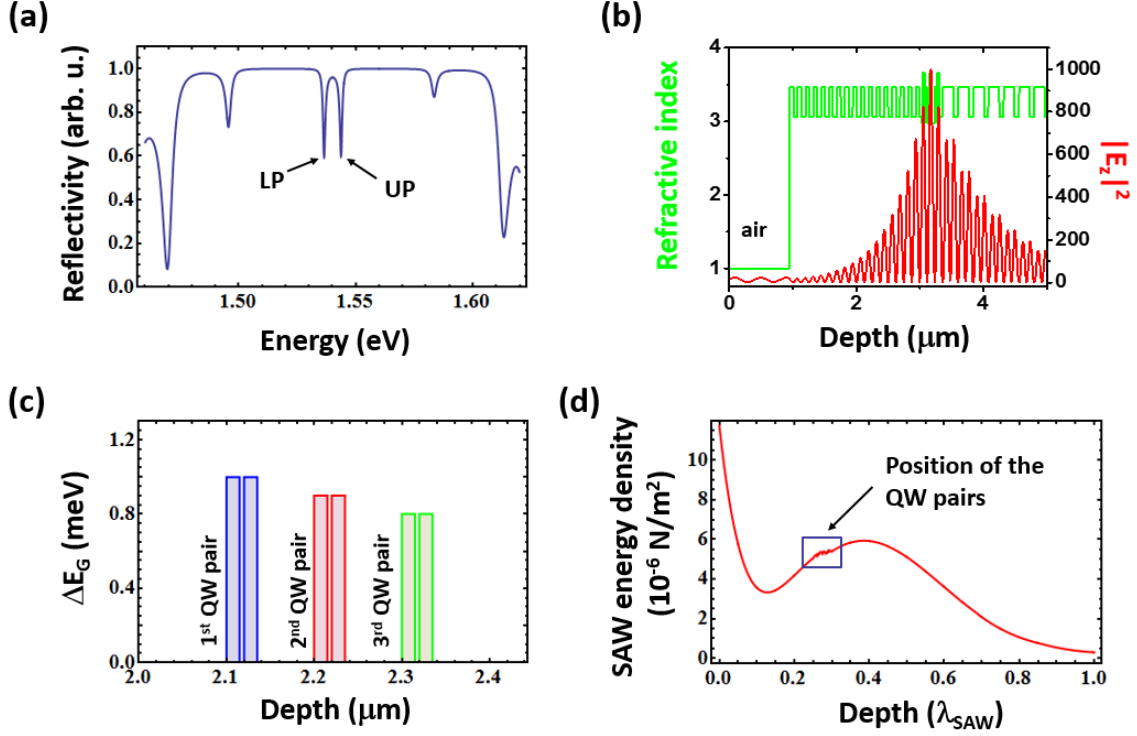 (a)
Reflectivity (arb. u.)
1.0
0.8
0.6
0.4
0.2
0.0
LP
UP
1.50
1.55
1.60
Energy (eV)
(b)
Refractive index
4
3
2
1
air
1000
800
600
400
200
0
|E_z|²
0
2
4
Depth (μm)
(c)
ΔE_G (meV)
1.2
0.8
0.4
0.0
1st QW pair
2nd QW pair
3rd QW pair
2.0
2.1
2.2
2.3
2.4
Depth (μm)
(d)
SAW energy density
(10⁻⁶ N/m²)
12
10
8
6
4
2
0
Position of the
QW pairs
0.0
0.2
0.4
0.6
0.8
1.0
Depth (λ_SAW)